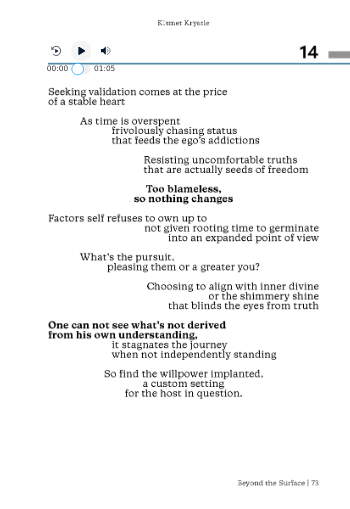 Kismet Krystle
14
00:00 01:05
Seeking validation comes at the price
of a stable heart
As time is overspent
frivolously chasing status
that feeds the ego's addictions
Resisting uncomfortable truths
that are actually seeds of freedom
Too blameless,
so nothing changes
Factors self refuses to own up to
not given rooting time to germinate
into an expanded point of view
What's the pursuit.
pleasing them or a greater you?
Choosing to align with inner divine
or the shimmery shine
that blinds the eyes from truth
One can not see what's not derived
from his own understanding,
it stagnates the journey
when not independently standing
So find the willpower implanted.
a custom setting
for the host in question.
Beyond the Surface | 73